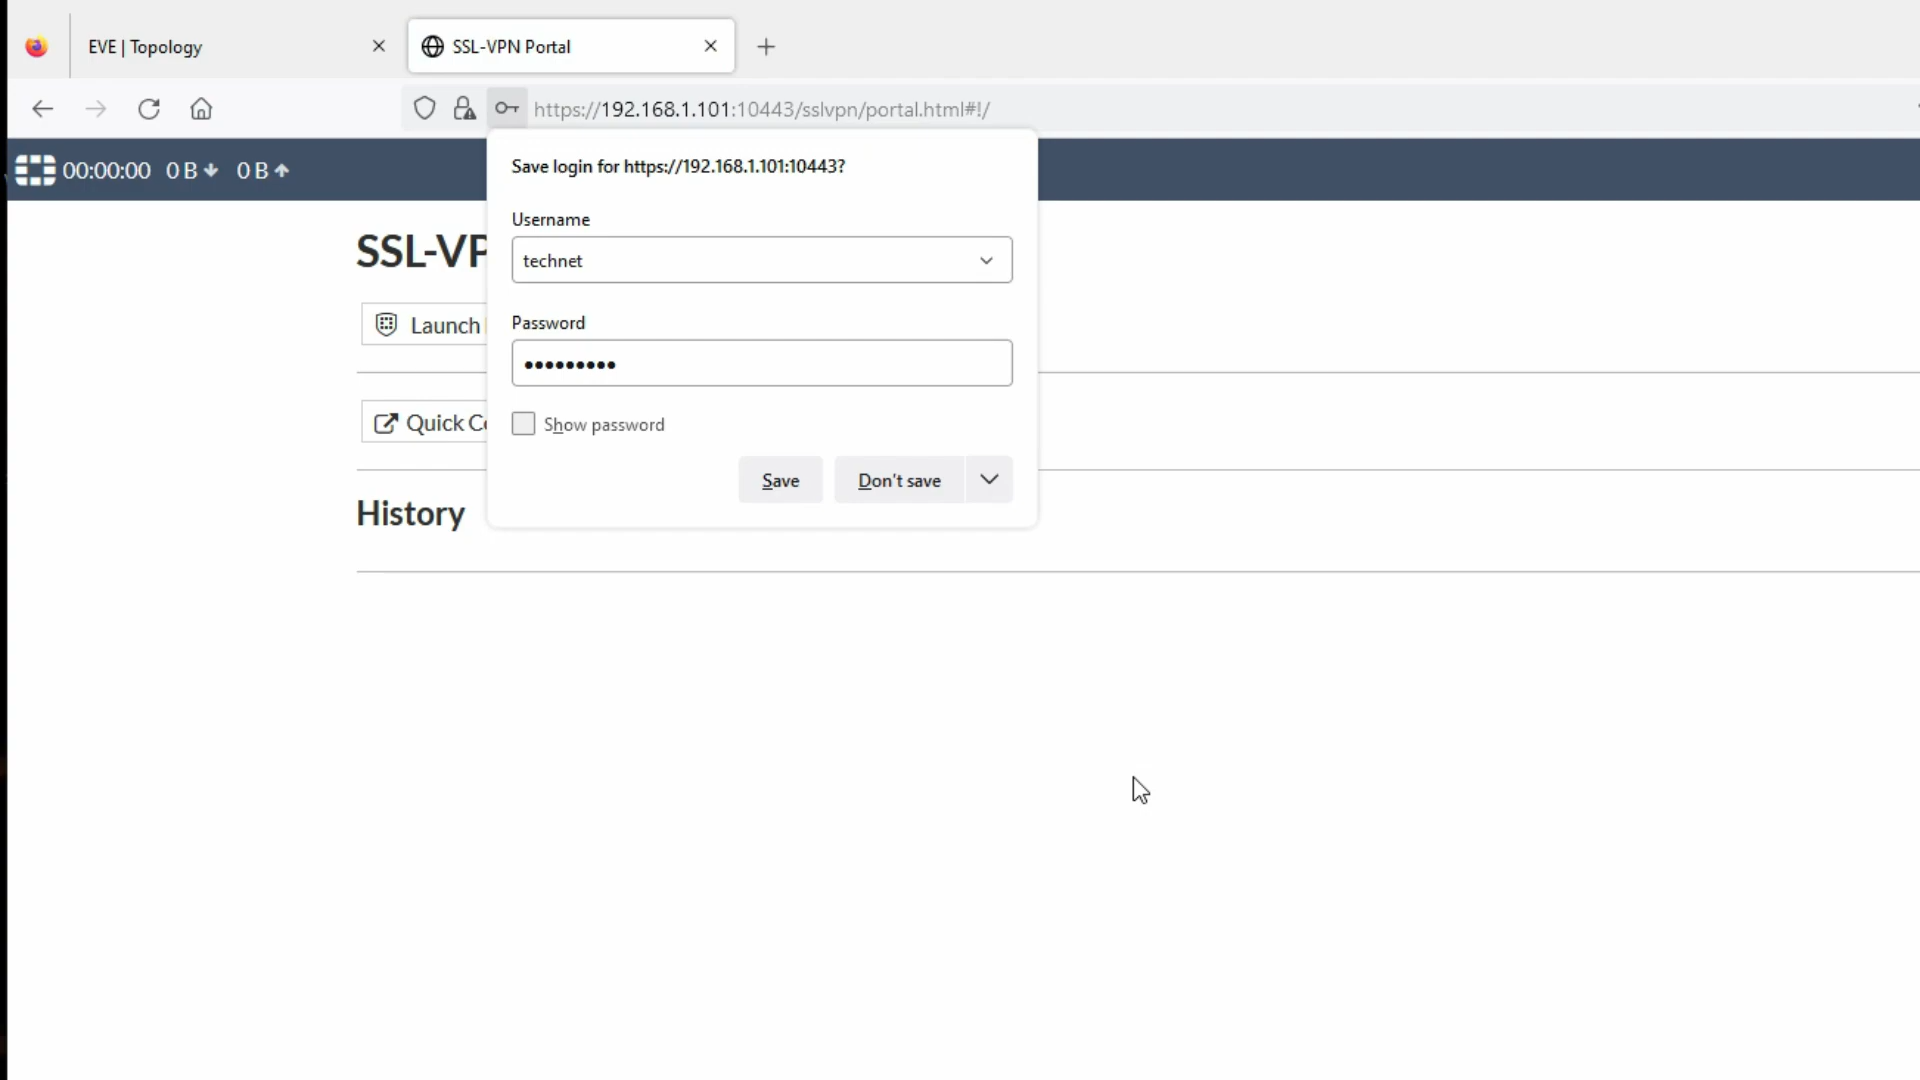 EVE | Topology
SSL-VPN Portal
https://192.168.1.101:10443/sslvpn/portal.html#!/
00:00:00 0 B 0 B
Save login for https://192.168.1.101:10443?
Username
technet
Password
•••••••••
Show password
Save
Don't save
SSL-VP
Launch
Quick C
History